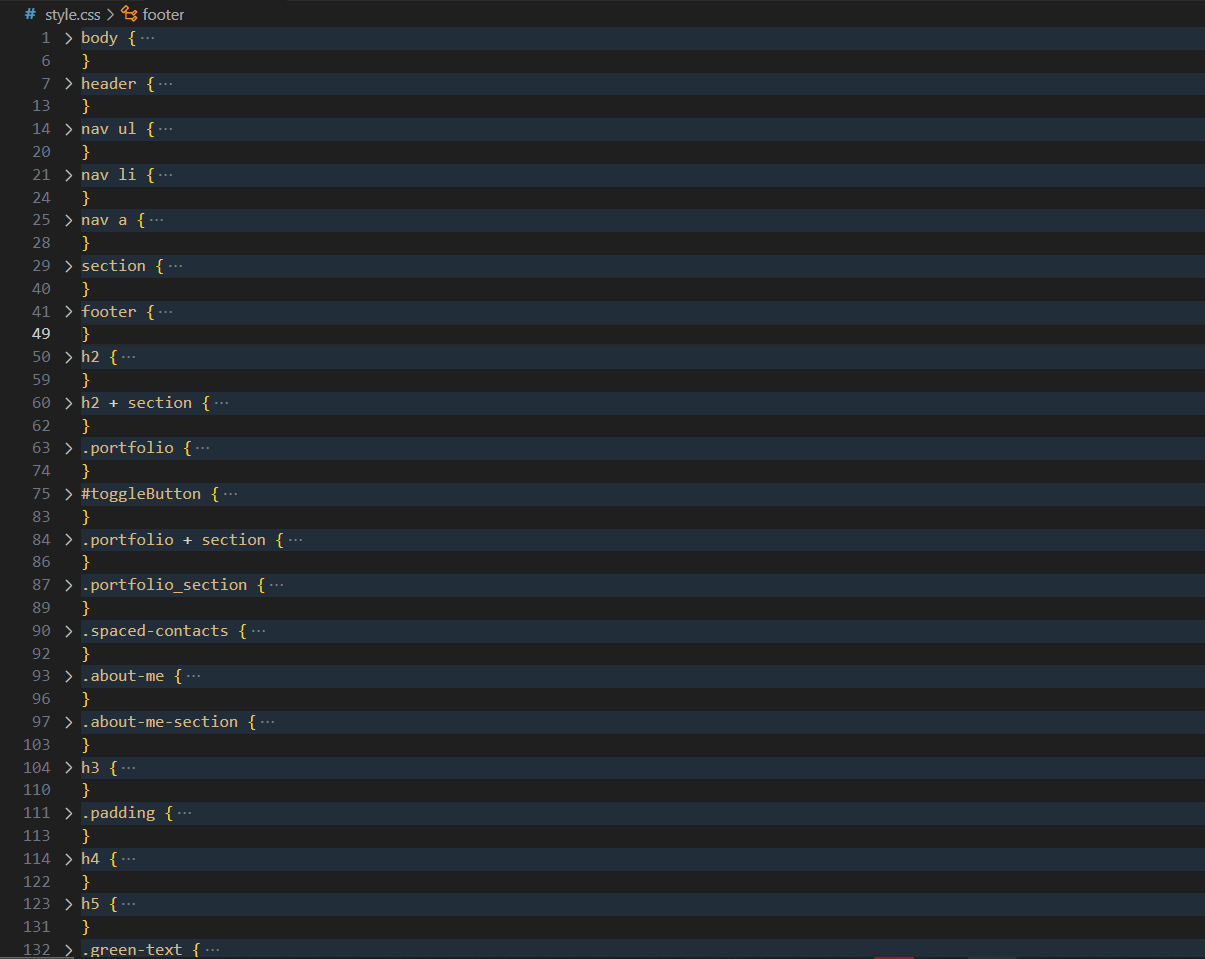 # style.css > footer
1 > body { ···
6 }
7 > header { ···
13 }
14 > nav ul { ···
20 }
21 > nav li { ···
24 }
25 > nav a { ···
28 }
29 > section { ···
40 }
41 > footer { ···
49 }
50 > h2 { ···
59 }
60 > h2 + section { ···
62 }
63 > .portfolio { ···
74 }
75 > #toggleButton { ···
83 }
84 > .portfolio + section { ···
86 }
87 > .portfolio_section { ···
89 }
90 > .spaced-contacts { ···
92 }
93 > .about-me { ···
96 }
97 > .about-me-section { ···
103 }
104 > h3 { ···
110 }
111 > .padding { ···
113 }
114 > h4 { ···
122 }
123 > h5 { ···
131 }
132 > .green-text { ···